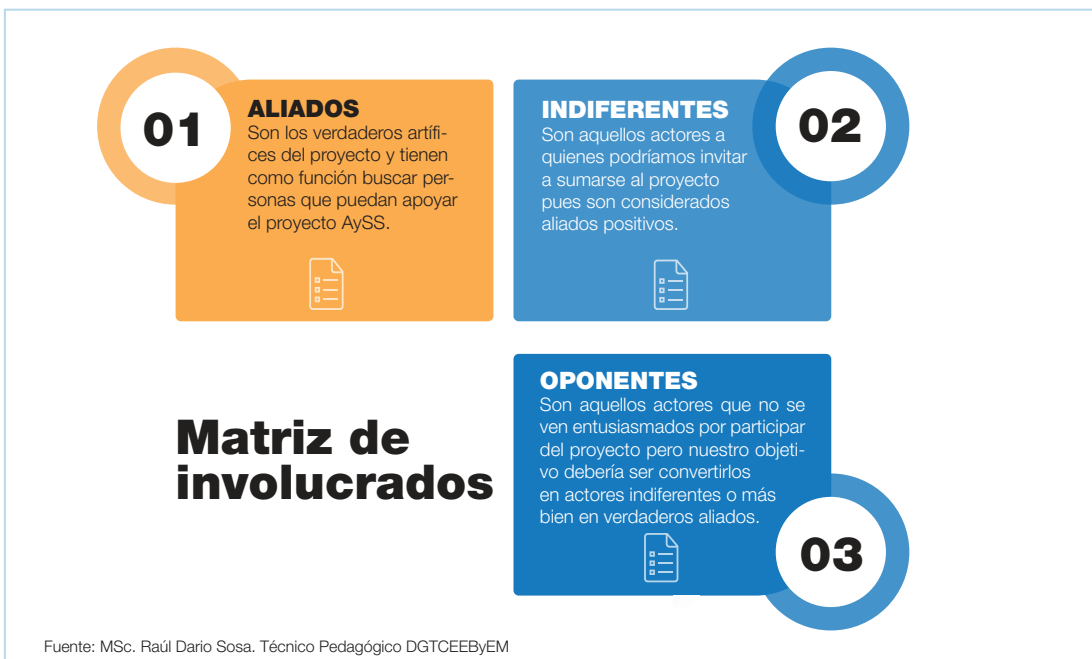 01
ALIADOS
Son los verdaderos artífi-
ces del proyecto y tienen
como función buscar per-
sonas que puedan apoyar
el proyecto AySS.
02
INDIFERENTES
Son aquellos actores a
quienes podríamos invitar
a sumarse al proyecto
pues son considerados
aliados positivos.
Matriz de
involucrados
OPONENTES
Son aquellos actores que no se
ven entusiasmados por participar
del proyecto pero nuestro objeti-
vo debería ser convertirlos
en actores indiferentes o más
bien en verdaderos aliados.
03
Fuente: MSc. Raúl Dario Sosa. Técnico Pedagógico DGTCEEByEM